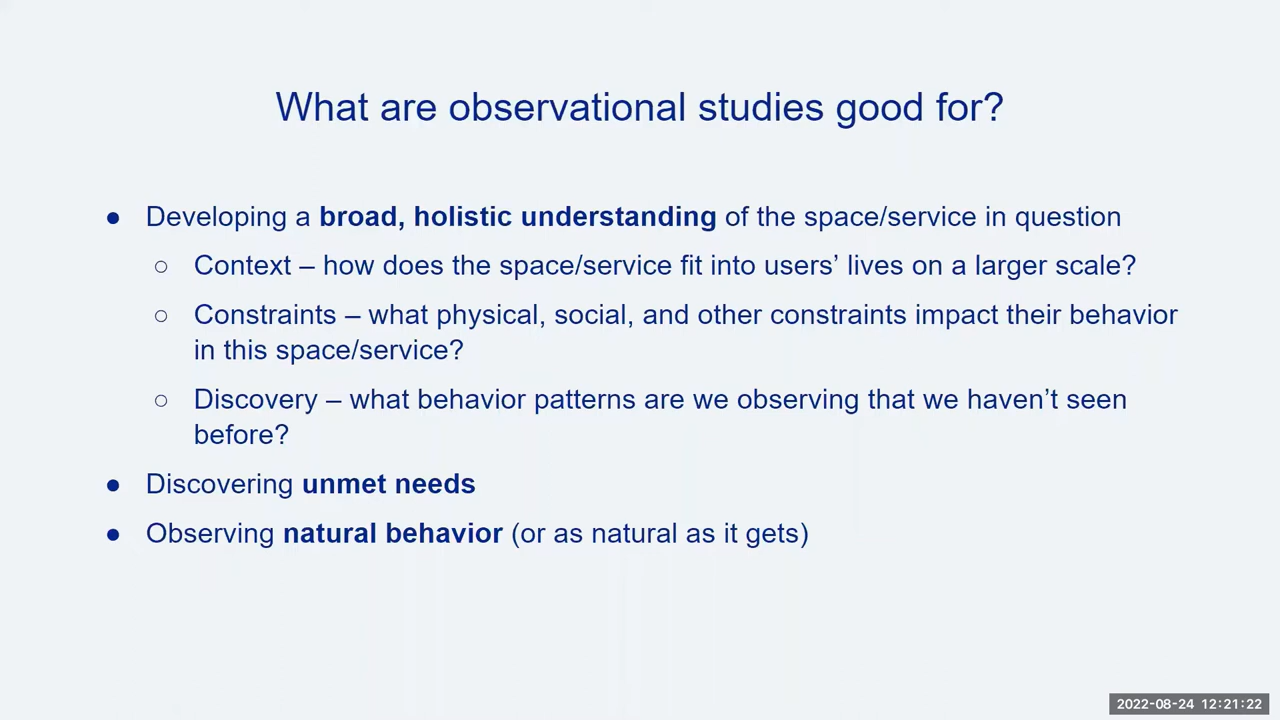 What are observational studies good for?
● Developing a broad, holistic understanding of the space/service in question
○ Context – how does the space/service fit into users’ lives on a larger scale?
○ Constraints – what physical, social, and other constraints impact their behavior
in this space/service?
○ Discovery – what behavior patterns are we observing that we haven’t seen
before?
● Discovering unmet needs
● Observing natural behavior (or as natural as it gets)
2022-08-24 12:21:22